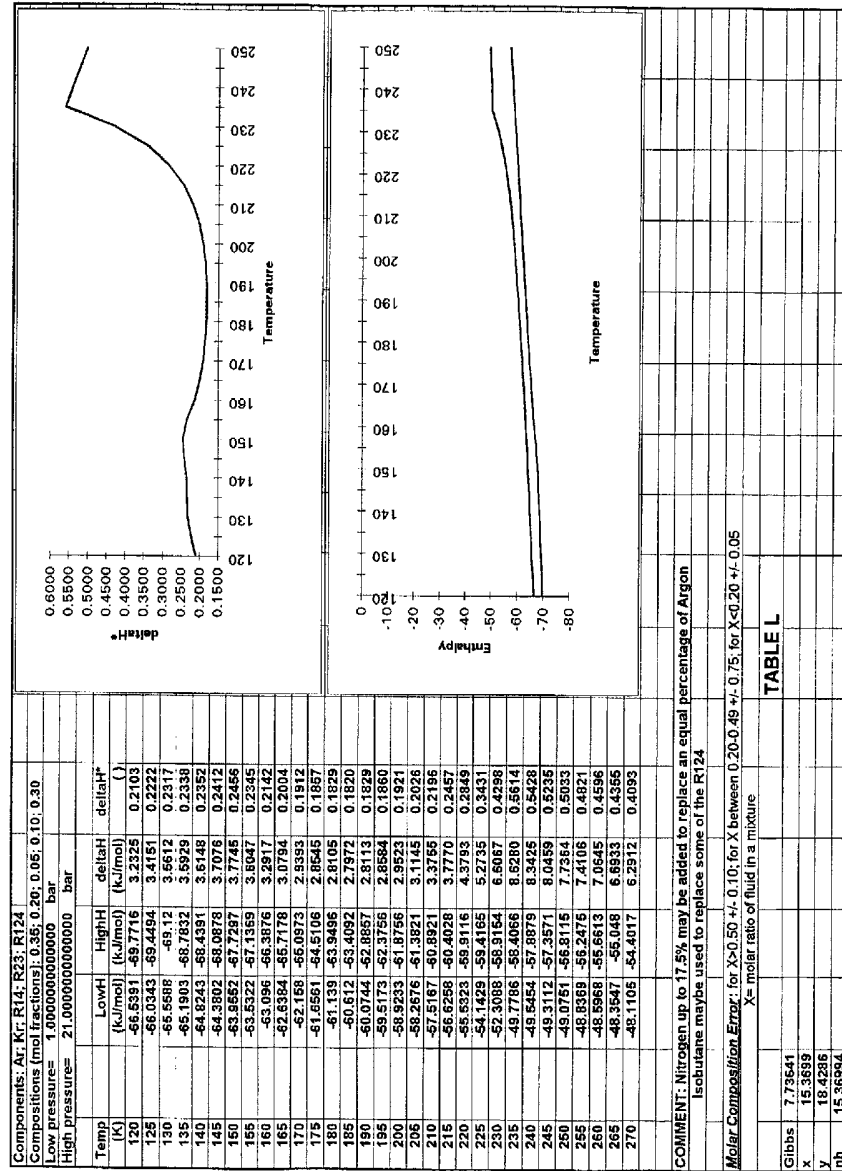 Components: Ar; Kr; R14; R23; R124
Compositions (mol fractions): 0.35; 0.20; 0.05; 0.10; 0.30
Low pressure= 1.0000000000000 bar
High pressure= 21.0000000000000 bar
Temp LowH HighH deltaH deltaH*
(K) (kJ/mol) (kJ/mol) (kJ/mol) ( )
120 -66.5391 -69.7716 3.2325 0.2103
125 -66.0343 -69.4494 3.4151 0.2222
130 -65.5588 -69.12 3.5612 0.2317
135 -65.1903 -68.7832 3.5929 0.2338
140 -64.8243 -68.4391 3.6148 0.2352
145 -64.3802 -68.0878 3.7076 0.2412
150 -63.9552 -67.7297 3.7745 0.2456
155 -63.5322 -67.1369 3.6047 0.2345
160 -63.096 -66.3876 3.2917 0.2142
165 -62.6384 -65.7178 3.0794 0.2004
170 -62.158 -65.0973 2.9393 0.1912
175 -61.6561 -64.5106 2.8545 0.1857
180 -61.139 -63.9496 2.8105 0.1829
185 -60.612 -63.4092 2.7972 0.1820
190 -60.0744 -62.8857 2.8113 0.1829
195 -59.5173 -62.3756 2.8584 0.1860
200 -58.9233 -61.8756 2.9523 0.1921
205 -58.2676 -61.3821 3.1145 0.2026
210 -57.5167 -60.8921 3.3755 0.2196
215 -56.6258 -60.4028 3.7770 0.2457
220 -55.5323 -59.9116 4.3793 0.2849
225 -54.1429 -59.4165 5.2735 0.3431
230 -52.3088 -58.9154 6.6067 0.4298
235 -49.7786 -58.4066 8.6280 0.5614
240 -49.5454 -57.8879 8.3425 0.5428
245 -49.3112 -57.3571 8.0459 0.5235
250 -49.0751 -56.8115 7.7364 0.5033
255 -48.8369 -56.2475 7.4106 0.4821
260 -48.5968 -55.6613 7.0645 0.4596
265 -48.3547 -55.048 6.6933 0.4355
270 -48.1105 -54.4017 6.2912 0.4093
deltaH*
0.6000
0.5500
0.5000
0.4500
0.4000
0.3500
0.3000
0.2500
0.2000
0.1500
120 130 140 150 160 170 180 190 200 210 220 230 240 250
Temperature
Enthalpy
0
-10
-20
-30
-40
-50
-60
-70
-80
120 130 140 150 160 170 180 190 200 210 220 230 240 250
Temperature
COMMENT: Nitrogen up to 17.5% may be added to replace an equal percentage of Argon
Isobutane maybe used to replace some of the R124
Molar Composition Error: for X>0.50 +/- 0.10; for X between 0.20-0.49 +/- 0.75; for X<0.20 +/- 0.05
X= molar ratio of fluid in a mixture
TABLE L
Gibbs 7.73641
x 15.3699
y 18.4286
nh 15.36994